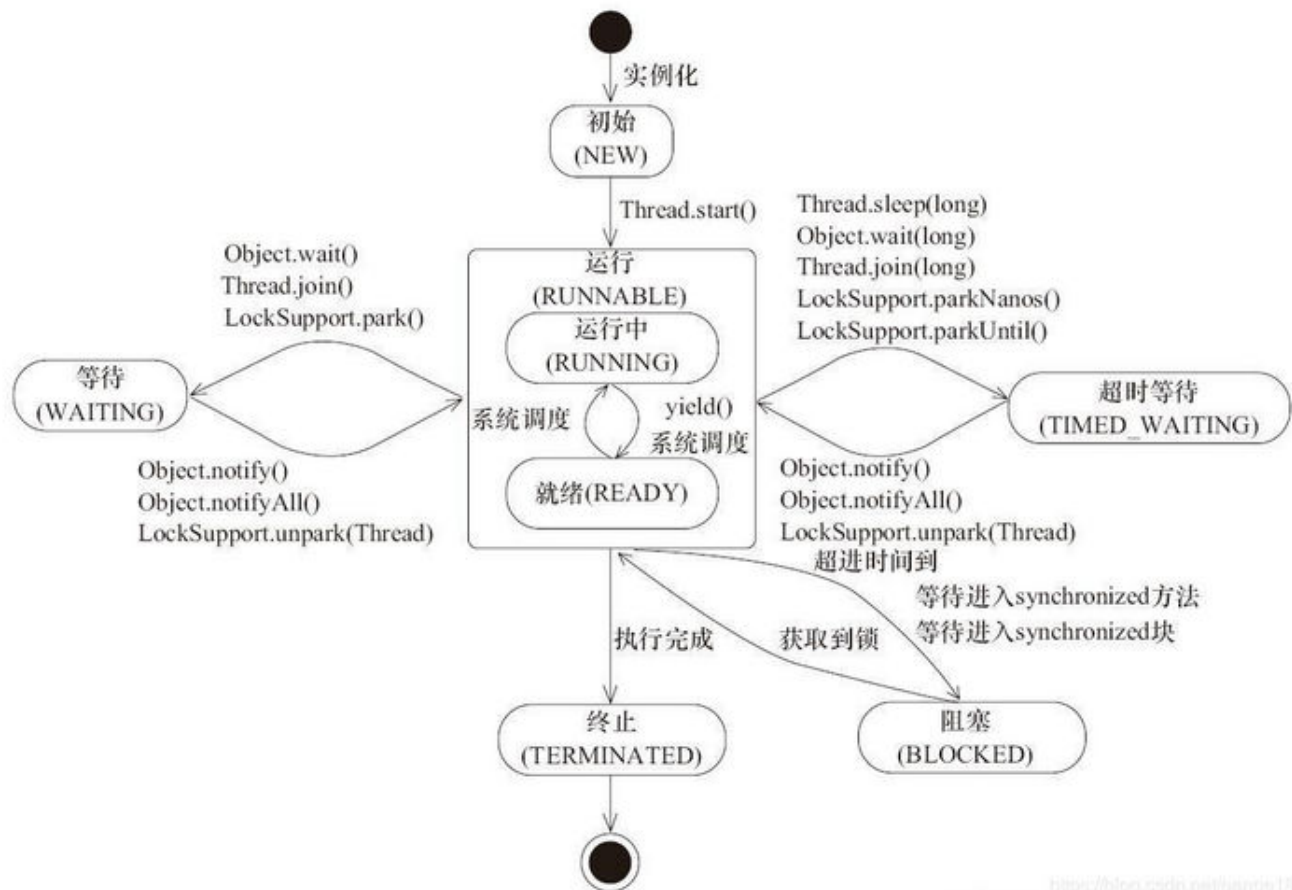 实例化
初始
(NEW)
Thread.start()
Object.wait()
Thread.join()
LockSupport.park()
运行
(RUNNABLE)
Thread.sleep(long)
Object.wait(long)
Thread.join(long)
LockSupport.parkNanos()
LockSupport.parkUntil()
运行中
(RUNNING)
等待
(WAITING)
系统调度
yield()
系统调度
超时等待
(TIMED_WAITING)
就绪(READY)
Object.notify()
Object.notifyAll()
LockSupport.unpark(Thread)
Object.notify()
Object.notifyAll()
LockSupport.unpark(Thread)
超进时间到
等待进入synchronized方法
等待进入synchronized块
执行完成
获取到锁
终止
(TERMINATED)
阻塞
(BLOCKED)